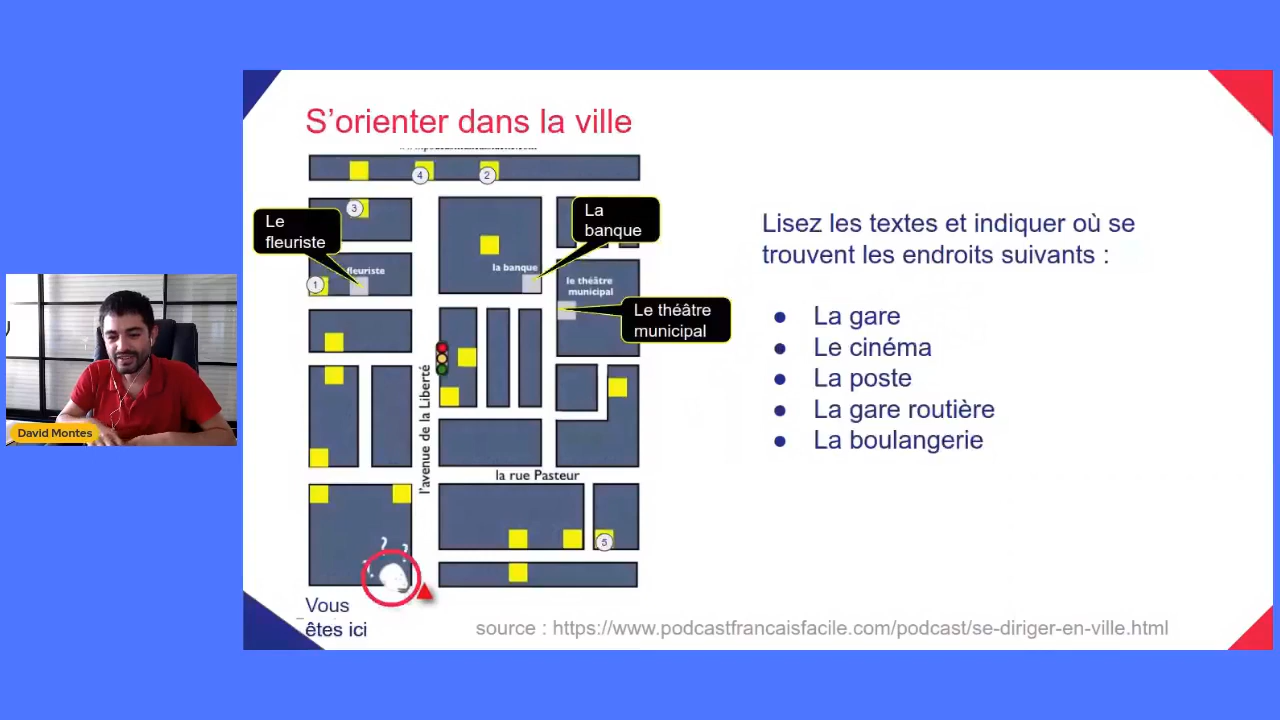 S'orienter dans la ville
4
2
3
Le
fleuriste
La
banque
fleuriste
la banque
le théâtre
municipal
1
Le théâtre
municipal
l'avenue de la Liberté
la rue Pasteur
5
Vous
êtes ici
Lisez les textes et indiquer où se
trouvent les endroits suivants :
● La gare
● Le cinéma
● La poste
● La gare routière
● La boulangerie
source : https://www.podcastfrancaisfacile.com/podcast/se-diriger-en-ville.html
David Montes